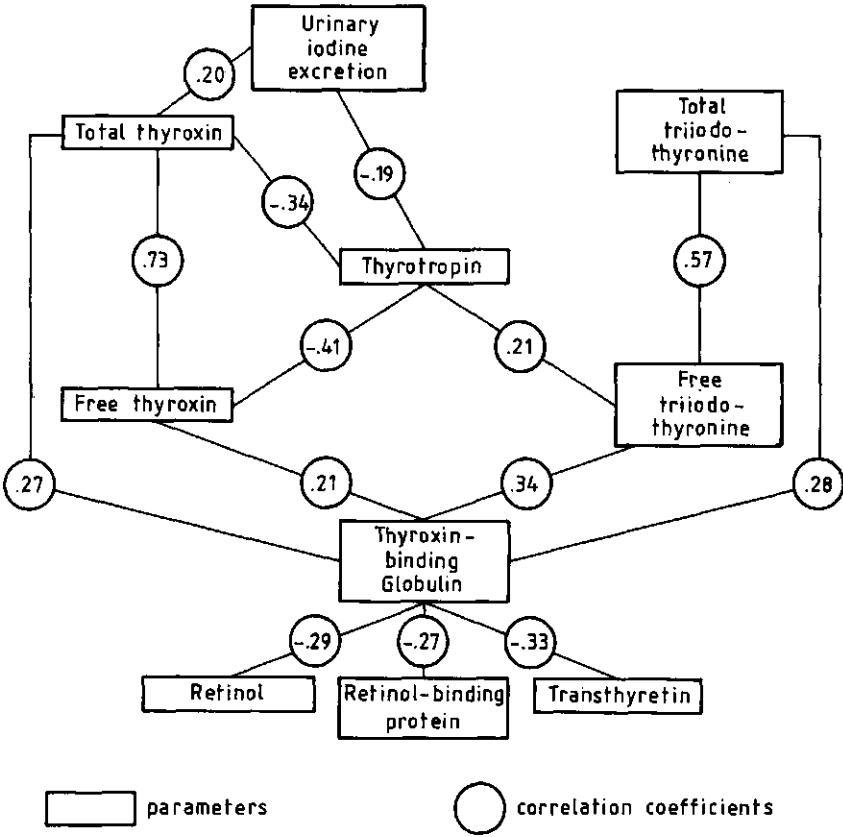 Urinary
iodine
excretion
.20
Total thyroxin
Total
triiodo-
thyronine
-.19
-.34
.73
.57
Thyrotropin
-.41
.21
Free thyroxin
Free
triiodo-
thyronine
.27
.21
.34
.28
Thyroxin-
binding
Globulin
-.29
-.27
-.33
Retinol
Retinol-binding
protein
Transthyretin
parameters
correlation coefficients